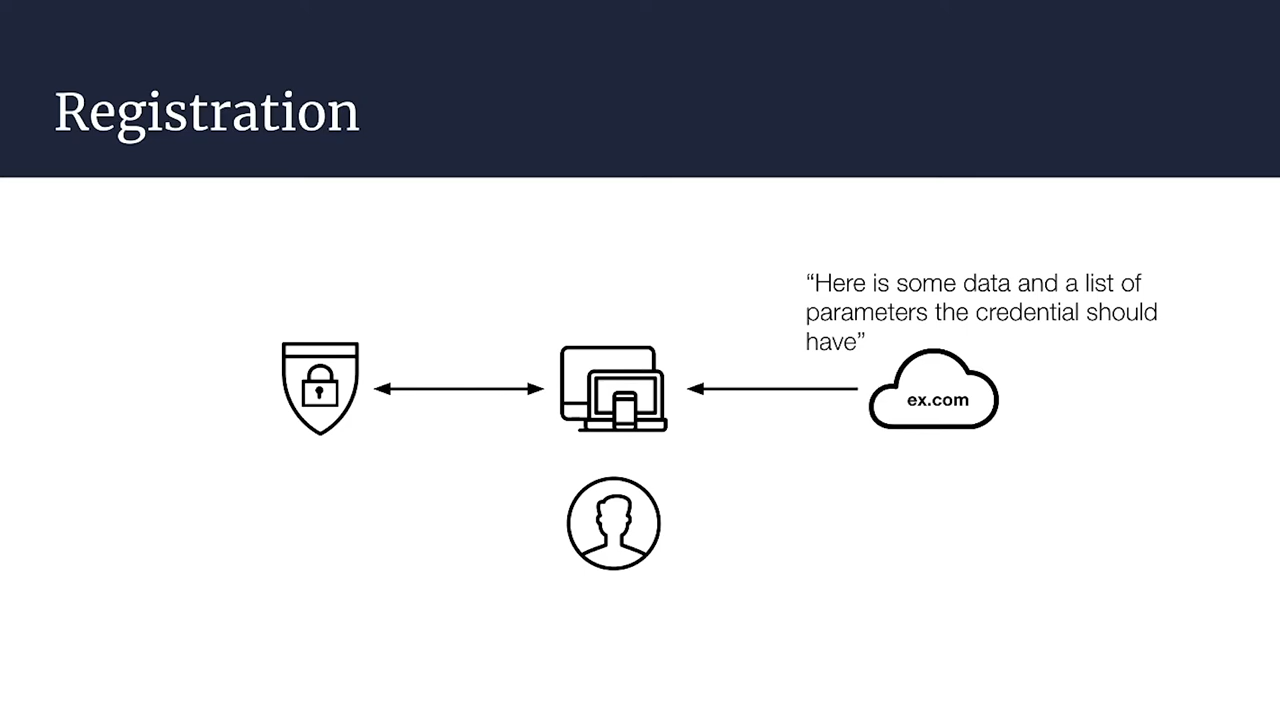 Registration
“Here is some data and a list of
parameters the credential should
have”
ex.com